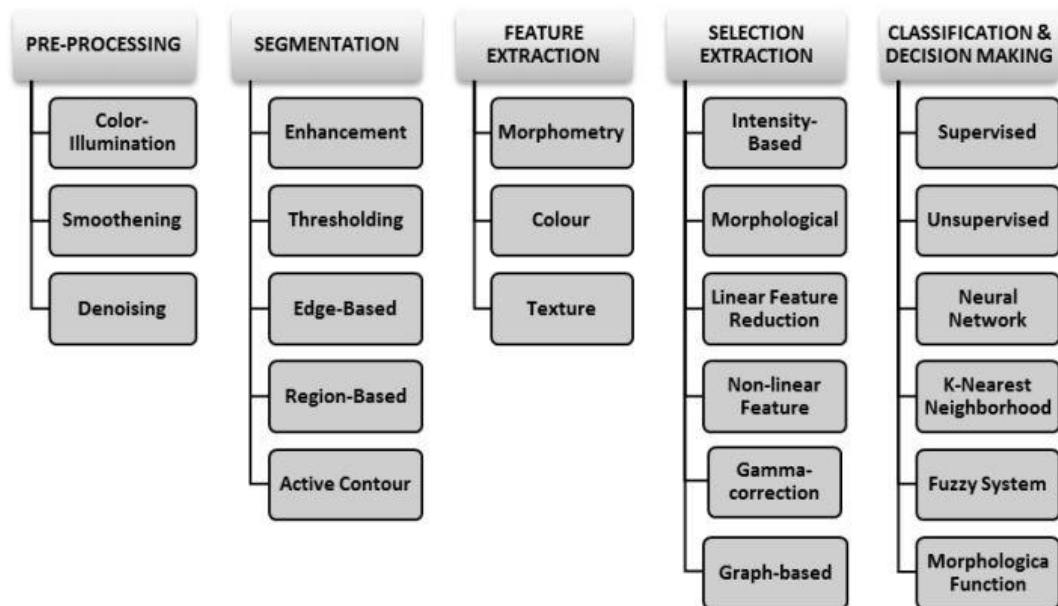 PRE-PROCESSING
Color-
Illumination
Smoothening
Denoising
SEGMENTATION
Enhancement
Thresholding
Edge-Based
Region-Based
Active Contour
FEATURE
EXTRACTION
Morphometry
Colour
Texture
SELECTION
EXTRACTION
Intensity-
Based
Morphological
Linear Feature
Reduction
Non-linear
Feature
Gamma-
correction
Graph-based
CLASSIFICATION &
DECISION MAKING
Supervised
Unsupervised
Neural
Network
K-Nearest
Neighborhood
Fuzzy System
Morphologica
Function